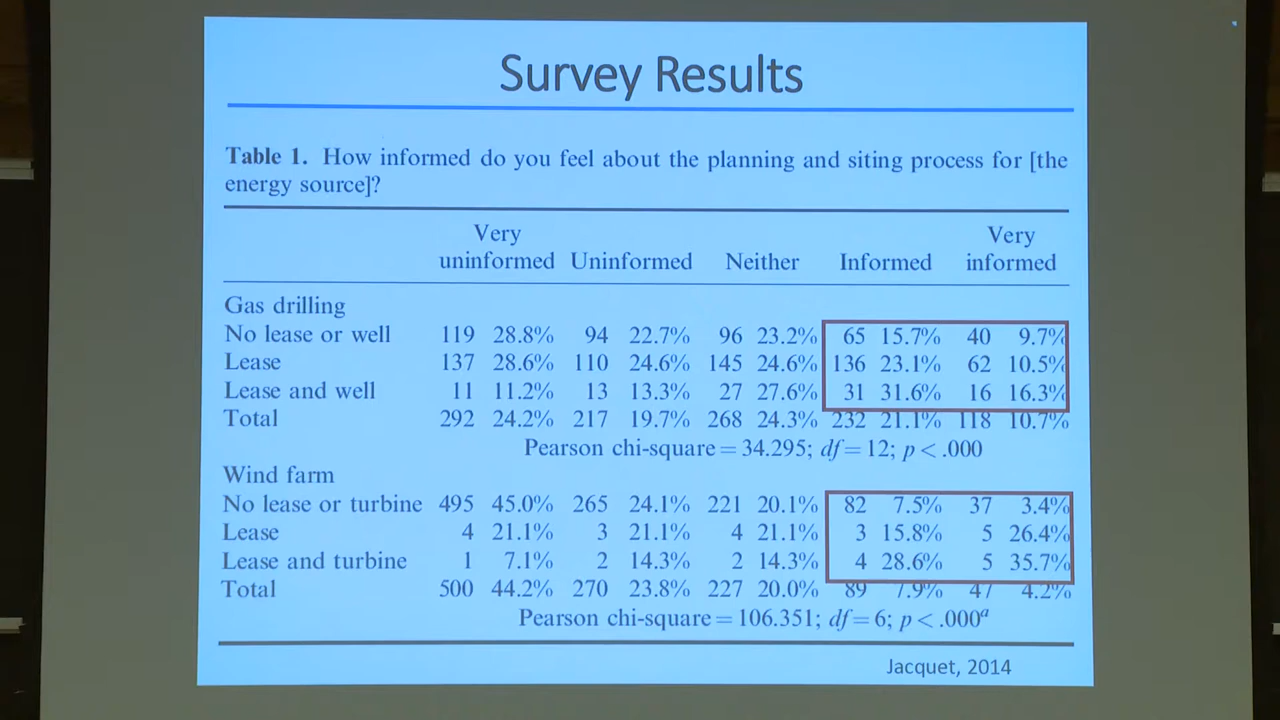 Survey Results
Table 1. How informed do you feel about the planning and siting process for [the
energy source]?
Very Very
uninformed Uninformed Neither Informed informed
Gas drilling
No lease or well 119 28.8% 94 22.7% 96 23.2% 65 15.7% 40 9.7%
Lease 137 28.6% 110 24.6% 145 24.6% 136 23.1% 62 10.5%
Lease and well 11 11.2% 13 13.3% 27 27.6% 31 31.6% 16 16.3%
Total 292 24.2% 217 19.7% 268 24.3% 232 21.1% 118 10.7%
Pearson chi-square = 34.295; df = 12; p < .000
Wind farm
No lease or turbine 495 45.0% 265 24.1% 221 20.1% 82 7.5% 37 3.4%
Lease 4 21.1% 3 21.1% 4 21.1% 3 15.8% 5 26.4%
Lease and turbine 1 7.1% 2 14.3% 2 14.3% 4 28.6% 5 35.7%
Total 500 44.2% 270 23.8% 227 20.0% 89 7.9% 47 4.2%
Pearson chi-square = 106.351; df = 6; p < .000a
Jacquet, 2014